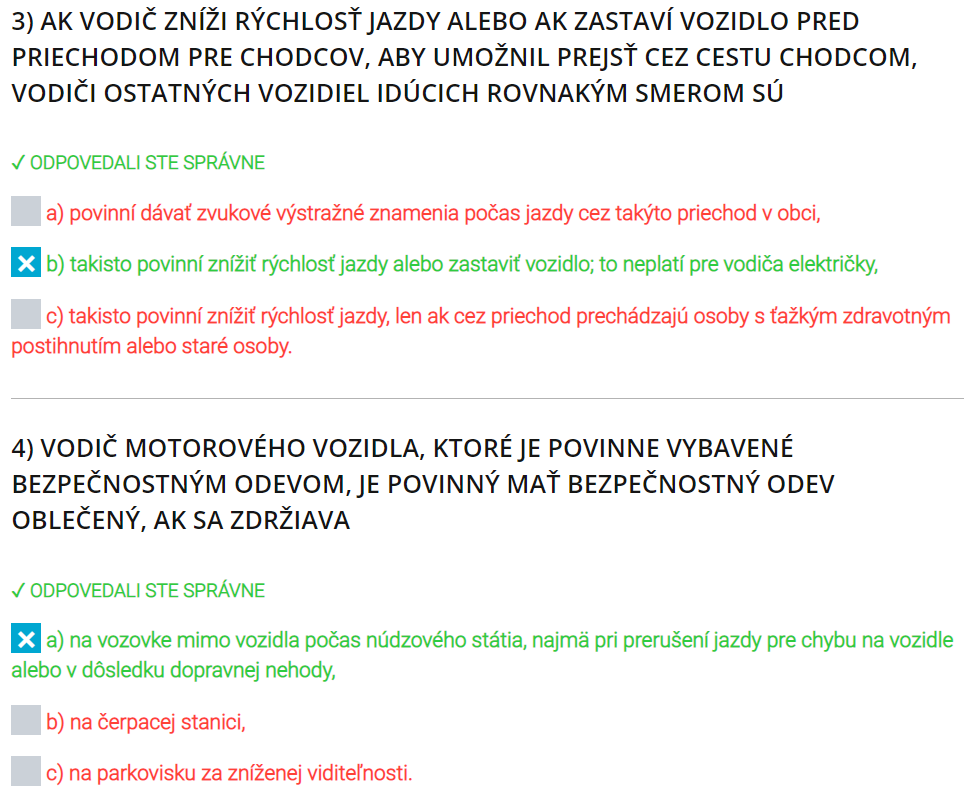 3) AK VODIČ ZNÍŽI RÝCHLOSŤ JAZDY ALEBO AK ZASTAVÍ VOZIDLO PRED
PRIECHODOM PRE CHODCOV, ABY UMOŽNIL PREJSŤ CEZ CESTU CHODCOM,
VODIČI OSTATNÝCH VOZIDIEL IDÚCICH ROVNAKÝM SMEROM SÚ
✓ ODPOVEDALI STE SPRÁVNE
a) povinní dávať zvukové výstražné znamenia počas jazdy cez takýto priechod v obci,
b) takisto povinní znížiť rýchlosť jazdy alebo zastaviť vozidlo; to neplatí pre vodiča električky,
c) takisto povinní znížiť rýchlosť jazdy, len ak cez priechod prechádzajú osoby s ťažkým zdravotným
postihnutím alebo staré osoby.
4) VODIČ MOTOROVÉHO VOZIDLA, KTORÉ JE POVINNE VYBAVENÉ
BEZPEČNOSTNÝM ODEVOM, JE POVINNÝ MAŤ BEZPEČNOSTNÝ ODEV
OBLEČENÝ, AK SA ZDRŽIAVA
✓ ODPOVEDALI STE SPRÁVNE
a) na vozovke mimo vozidla počas núdzového státia, najmä pri prerušení jazdy pre chybu na vozidle
alebo v dôsledku dopravnej nehody,
b) na čerpacej stanici,
c) na parkovisku za zníženej viditeľnosti.